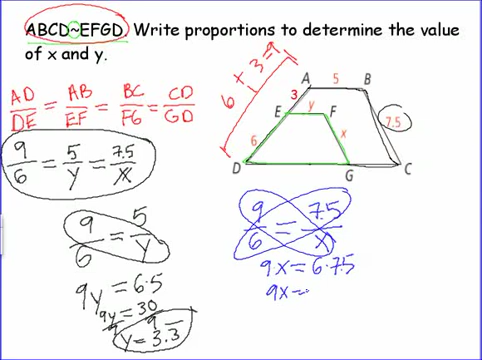 ABCD~EFGD Write proportions to determine the value
of x and y.
AD/DE = AB/EF = BC/FG = CD/GD
9/6 = 5/y = 7.5/x
9/6 = 5/y
9y = 6·5
9y = 30
9 9
y = 3.3
6 + 3 = 9
A 5 B
3
E y F
7.5
6 x
D G C
9/6 = 7.5/x
9x = 6·7.5
9x =